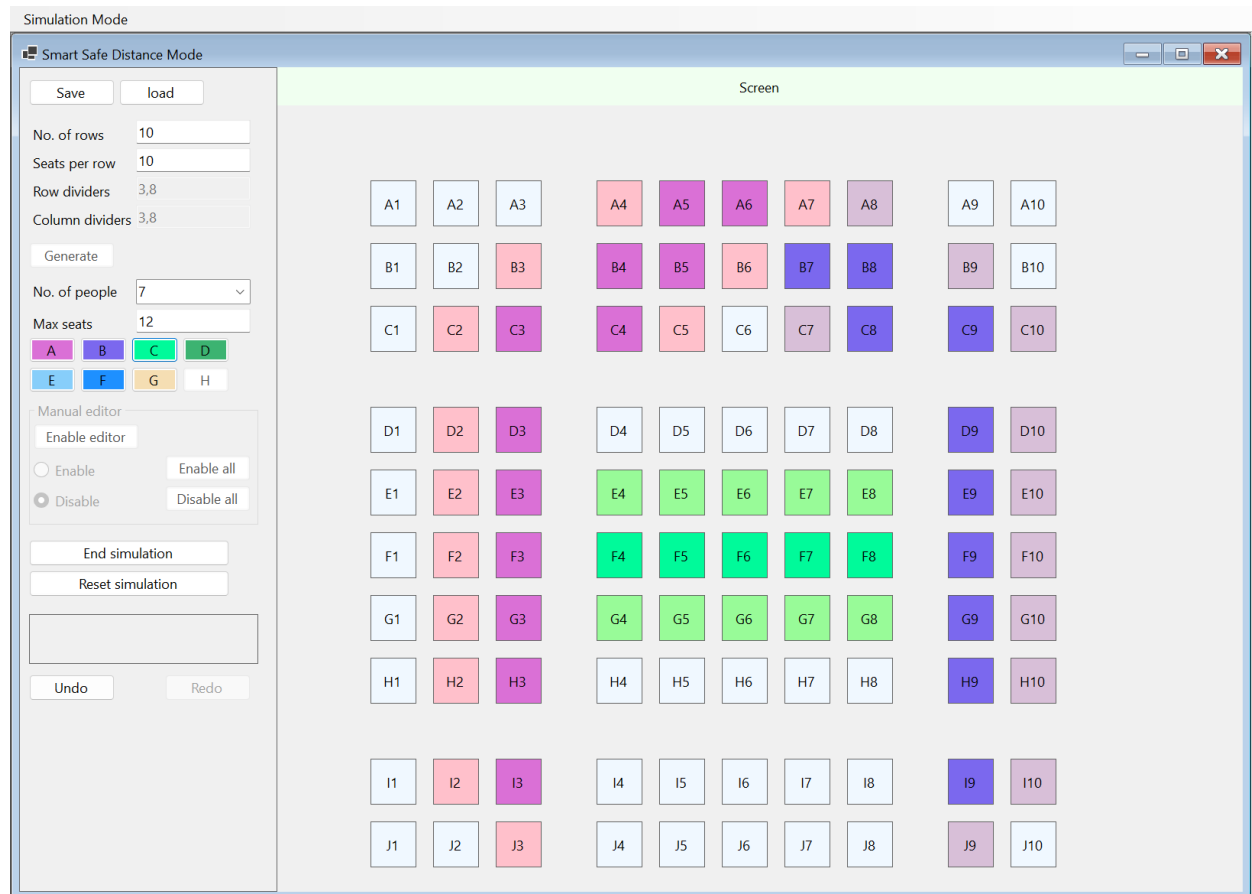 Simulation Mode
Smart Safe Distance Mode
Save load
No. of rows 10
Seats per row 10
Row dividers 3,8
Column dividers 3,8
Generate
No. of people 7
Max seats 12
A B C D
E F G H
Manual editor
Enable editor
Enable Enable all
Disable Disable all
End simulation
Reset simulation
Undo Redo
Screen
A1 A2 A3 A4 A5 A6 A7 A8 A9 A10
B1 B2 B3 B4 B5 B6 B7 B8 B9 B10
C1 C2 C3 C4 C5 C6 C7 C8 C9 C10
D1 D2 D3 D4 D5 D6 D7 D8 D9 D10
E1 E2 E3 E4 E5 E6 E7 E8 E9 E10
F1 F2 F3 F4 F5 F6 F7 F8 F9 F10
G1 G2 G3 G4 G5 G6 G7 G8 G9 G10
H1 H2 H3 H4 H5 H6 H7 H8 H9 H10
I1 I2 I3 I4 I5 I6 I7 I8 I9 I10
J1 J2 J3 J4 J5 J6 J7 J8 J9 J10